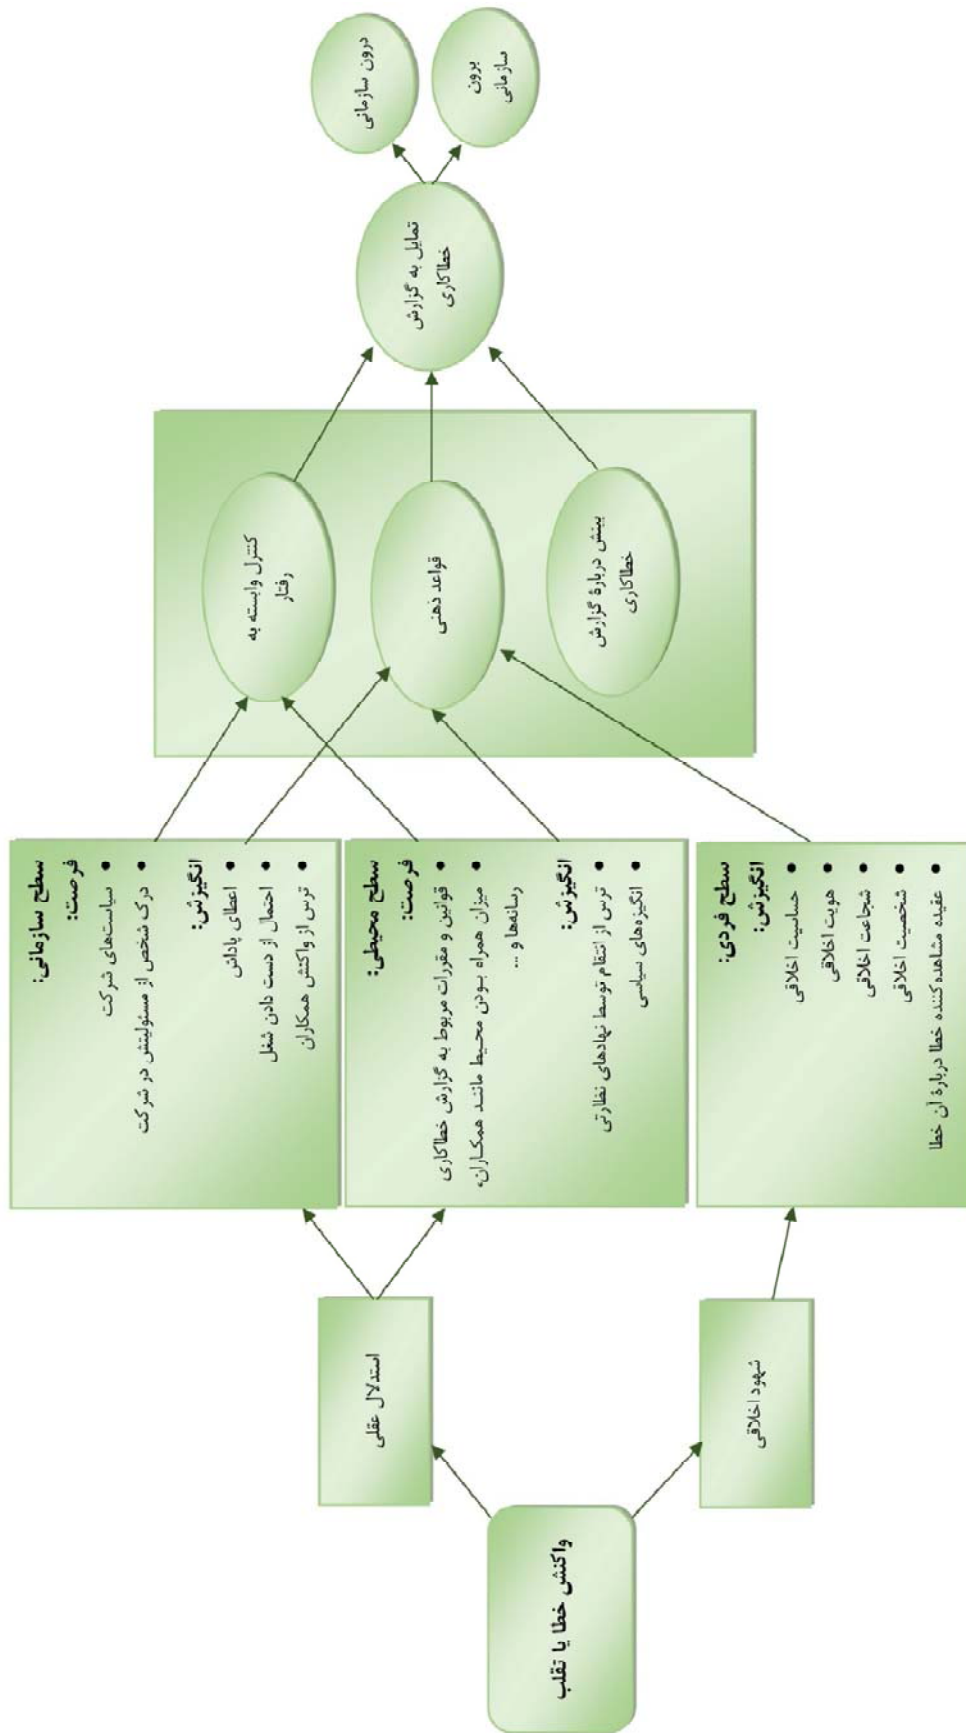 واکنش خطا یا تقلب
استدلال عقلی
شهود اخلاقی
سطح سازمانی:
فرصت:
● سیاست‌های شرکت
● درک شخص از مسئولیتش در شرکت
انگیزش:
● اعطای پاداش
● احتمال از دست دادن شغل
● ترس از واکنش همکاران
سطح محیطی:
فرصت:
● قوانین و مقررات مربوط به گزارش خطاکاری
● میزان همراه بودن محیط مانند همکاران،
رسانه‌ها و ...
انگیزش:
● ترس از انتقام توسط نهادهای نظارتی
● انگیزه‌های سیاسی
سطح فردی:
انگیزش:
● حساسیت اخلاقی
● هویت اخلاقی
● شجاعت اخلاقی
● شخصیت اخلاقی
● عقیده مشاهده‌کننده خطا دربارهٔ آن خطا
کنترل وابسته به
رفتار
قواعد ذهنی
بینش دربارهٔ گزارش
خطاکاری
تمایل به گزارش
خطاکاری
درون سازمانی
برون
سازمانی